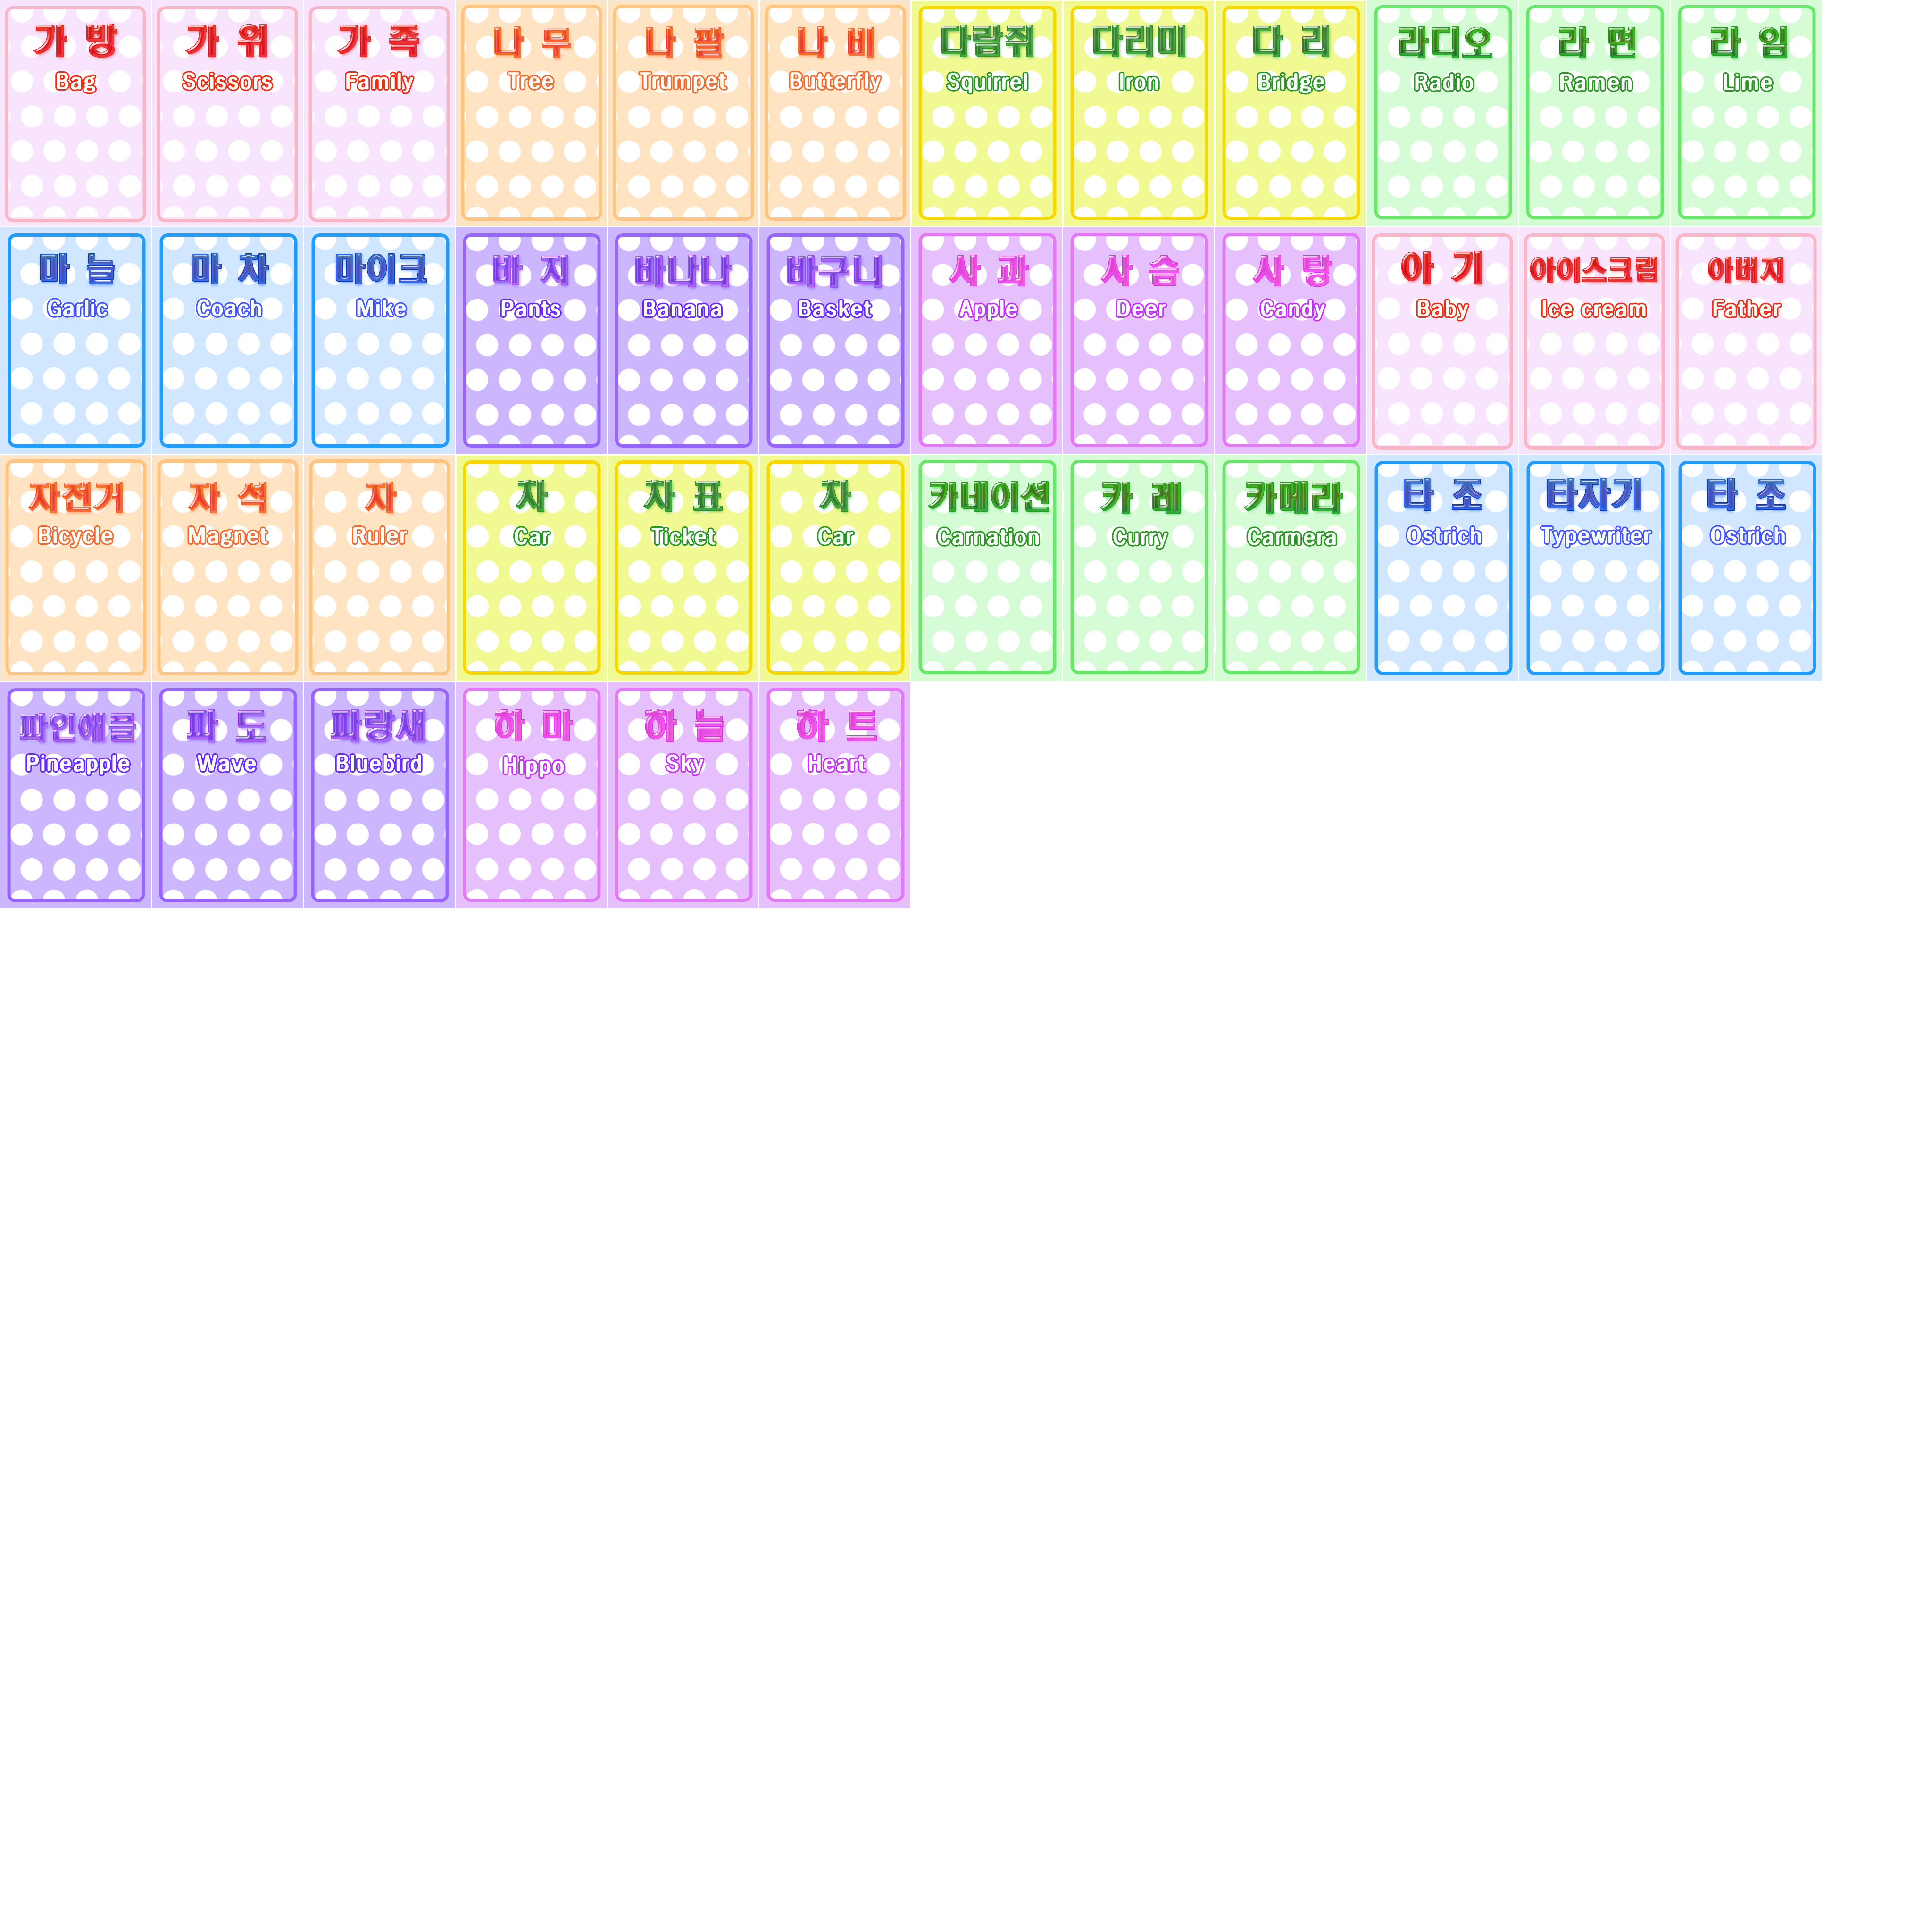 가 방
Bag
가 위
Scissors
가 족
Family
나 무
Tree
나 팔
Trumpet
나 비
Butterfly
다람쥐
Squirrel
다리미
Iron
다 리
Bridge
라디오
Radio
라 면
Ramen
라 임
Lime
마 늘
Garlic
마 차
Coach
마이크
Mike
바 지
Pants
바나나
Banana
바구니
Basket
사 과
Apple
사 슴
Deer
사 탕
Candy
아 기
Baby
아이스크림
Ice cream
아버지
Father
자전거
Bicycle
자 석
Magnet
자
Ruler
차
Car
차 표
Ticket
차
Car
카네이션
Carnation
카 레
Curry
카메라
Carmera
타 조
Ostrich
타자기
Typewriter
타 조
Ostrich
파인애플
Pineapple
파 도
Wave
파랑새
Bluebird
하 마
Hippo
하 늘
Sky
하 트
Heart